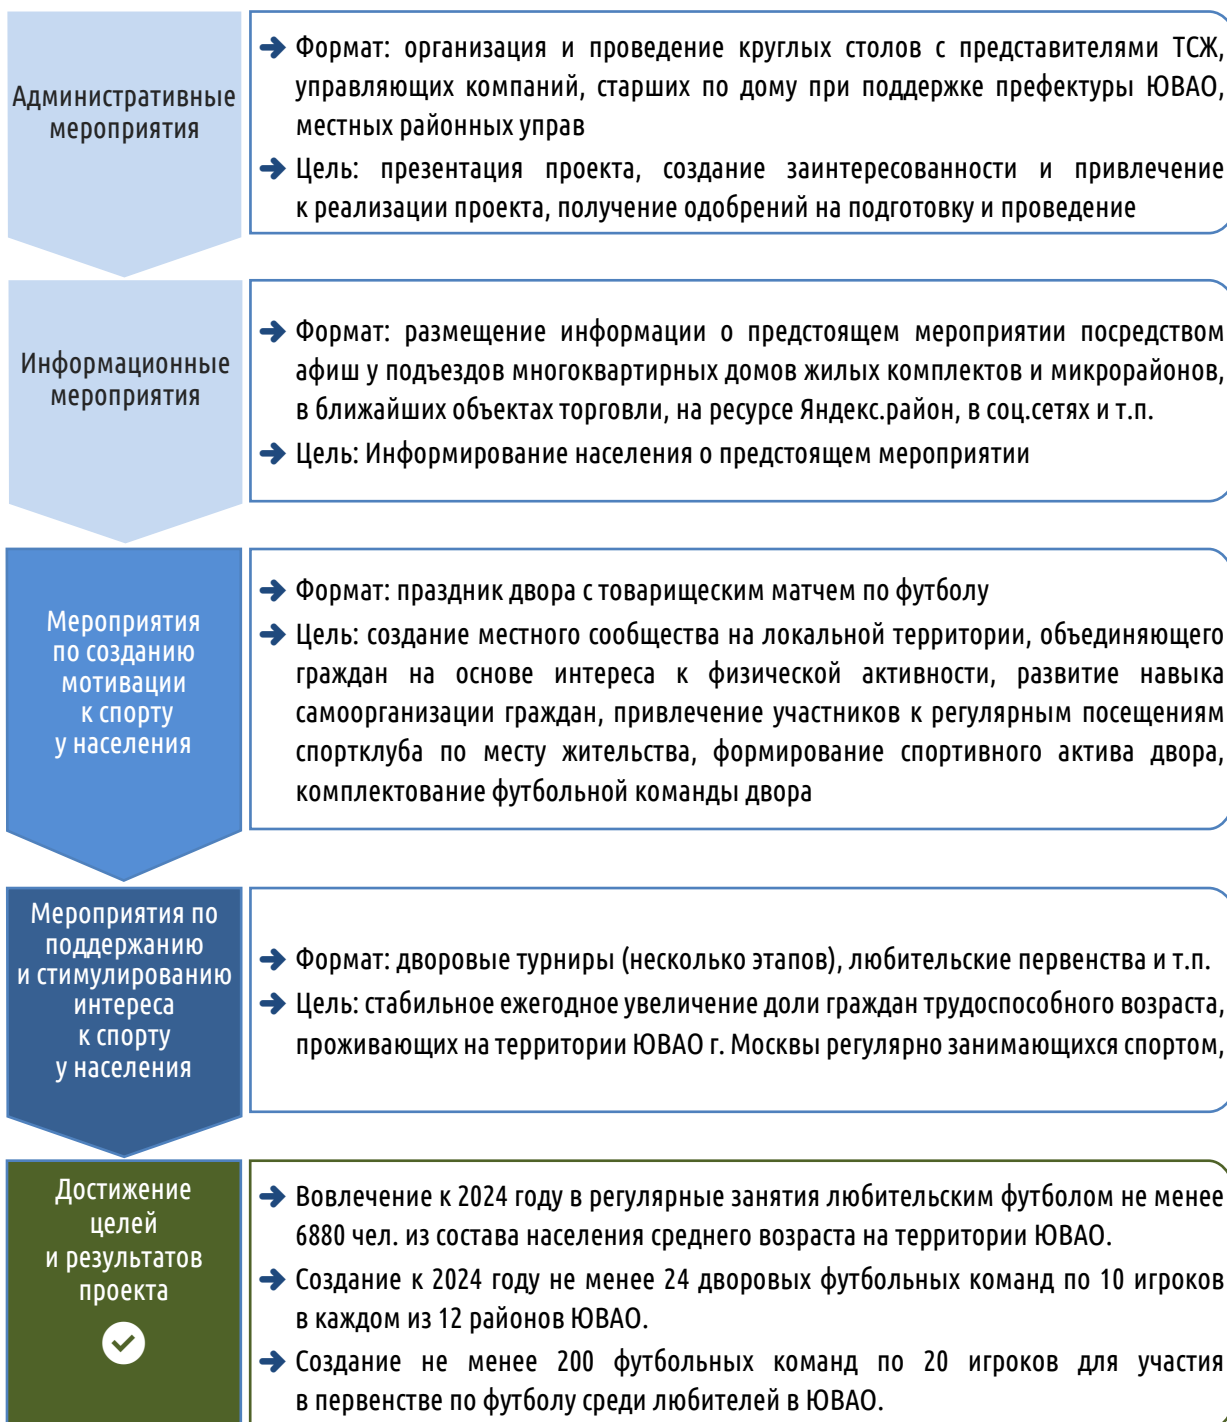 Административные
мероприятия
Формат: организация и проведение круглых столов с представителями ТСЖ,
управляющих компаний, старших по дому при поддержке префектуры ЮВАО,
местных районных управ
Цель: презентация проекта, создание заинтересованности и привлечение
к реализации проекта, получение одобрений на подготовку и проведение
Информационные
мероприятия
Формат: размещение информации о предстоящем мероприятии посредством
афиш у подъездов многоквартирных домов жилых комплектов и микрорайонов,
в ближайших объектах торговли, на ресурсе Яндекс.район, в соц.сетях и т.п.
Цель: Информирование населения о предстоящем мероприятии
Мероприятия
по созданию
мотивации
к спорту
у населения
Формат: праздник двора с товарищеским матчем по футболу
Цель: создание местного сообщества на локальной территории, объединяющего
граждан на основе интереса к физической активности, развитие навыка
самоорганизации граждан, привлечение участников к регулярным посещениям
спортклуба по месту жительства, формирование спортивного актива двора,
комплектование футбольной команды двора
Мероприятия по
поддержанию
и стимулированию
интереса
к спорту
у населения
Формат: дворовые турниры (несколько этапов), любительские первенства и т.п.
Цель: стабильное ежегодное увеличение доли граждан трудоспособного возраста,
проживающих на территории ЮВАО г. Москвы регулярно занимающихся спортом,
Достижение
целей
и результатов
проекта
Вовлечение к 2024 году в регулярные занятия любительским футболом не менее
6880 чел. из состава населения среднего возраста на территории ЮВАО.
Создание к 2024 году не менее 24 дворовых футбольных команд по 10 игроков
в каждом из 12 районов ЮВАО.
Создание не менее 200 футбольных команд по 20 игроков для участия
в первенстве по футболу среди любителей в ЮВАО.